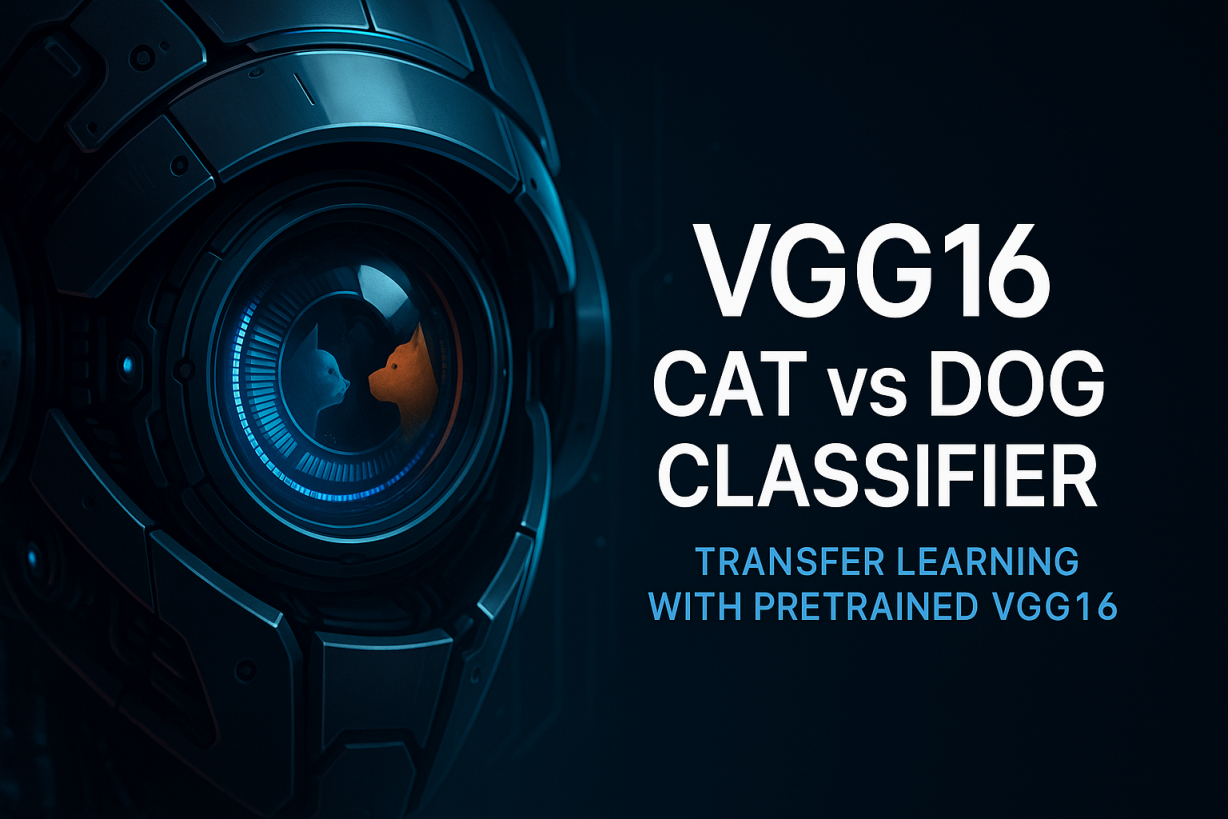 VGG16
CAT vs DOG
CLASSIFIER
TRANSFER LEARNING
WITH PRETRAINED VGG16